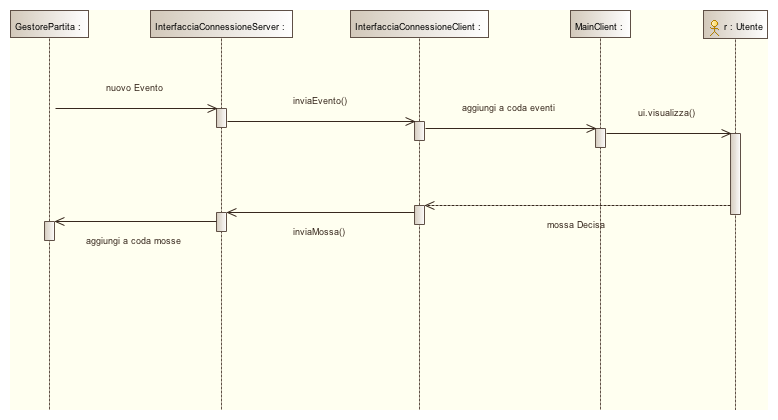 GestorePartita :
InterfacciaConnessioneServer :
InterfacciaConnessioneClient :
MainClient :
r : Utente
nuovo Evento
inviaEvento()
aggiungi a coda eventi
ui.visualizza()
mossa Decisa
inviaMossa()
aggiungi a coda mosse